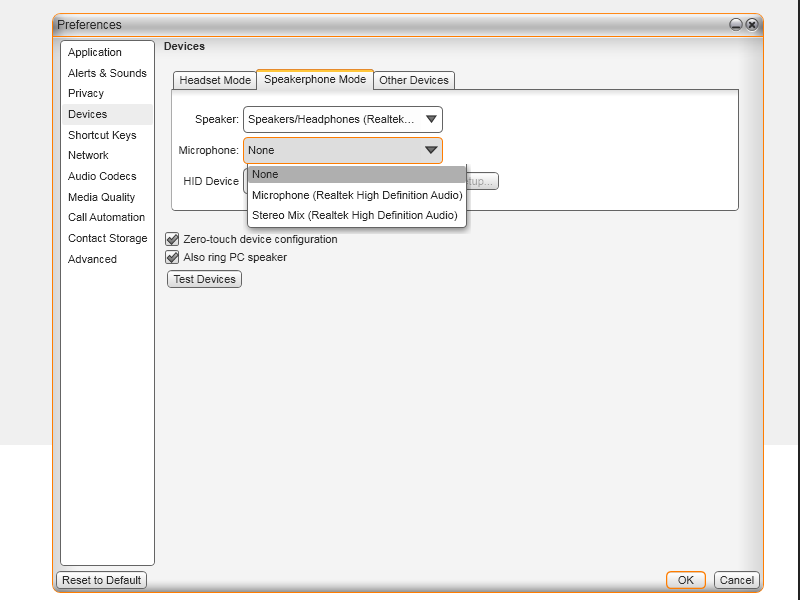 Preferences
Application
Alerts & Sounds
Privacy
Devices
Shortcut Keys
Network
Audio Codecs
Media Quality
Call Automation
Contact Storage
Advanced
Devices
Headset Mode
Speakerphone Mode
Other Devices
Speaker: Speakers/Headphones (Realtek...
Microphone: None
HID Device
None
Microphone (Realtek High Definition Audio)
Stereo Mix (Realtek High Definition Audio)
Zero-touch device configuration
Also ring PC speaker
Test Devices
Reset to Default
OK
Cancel